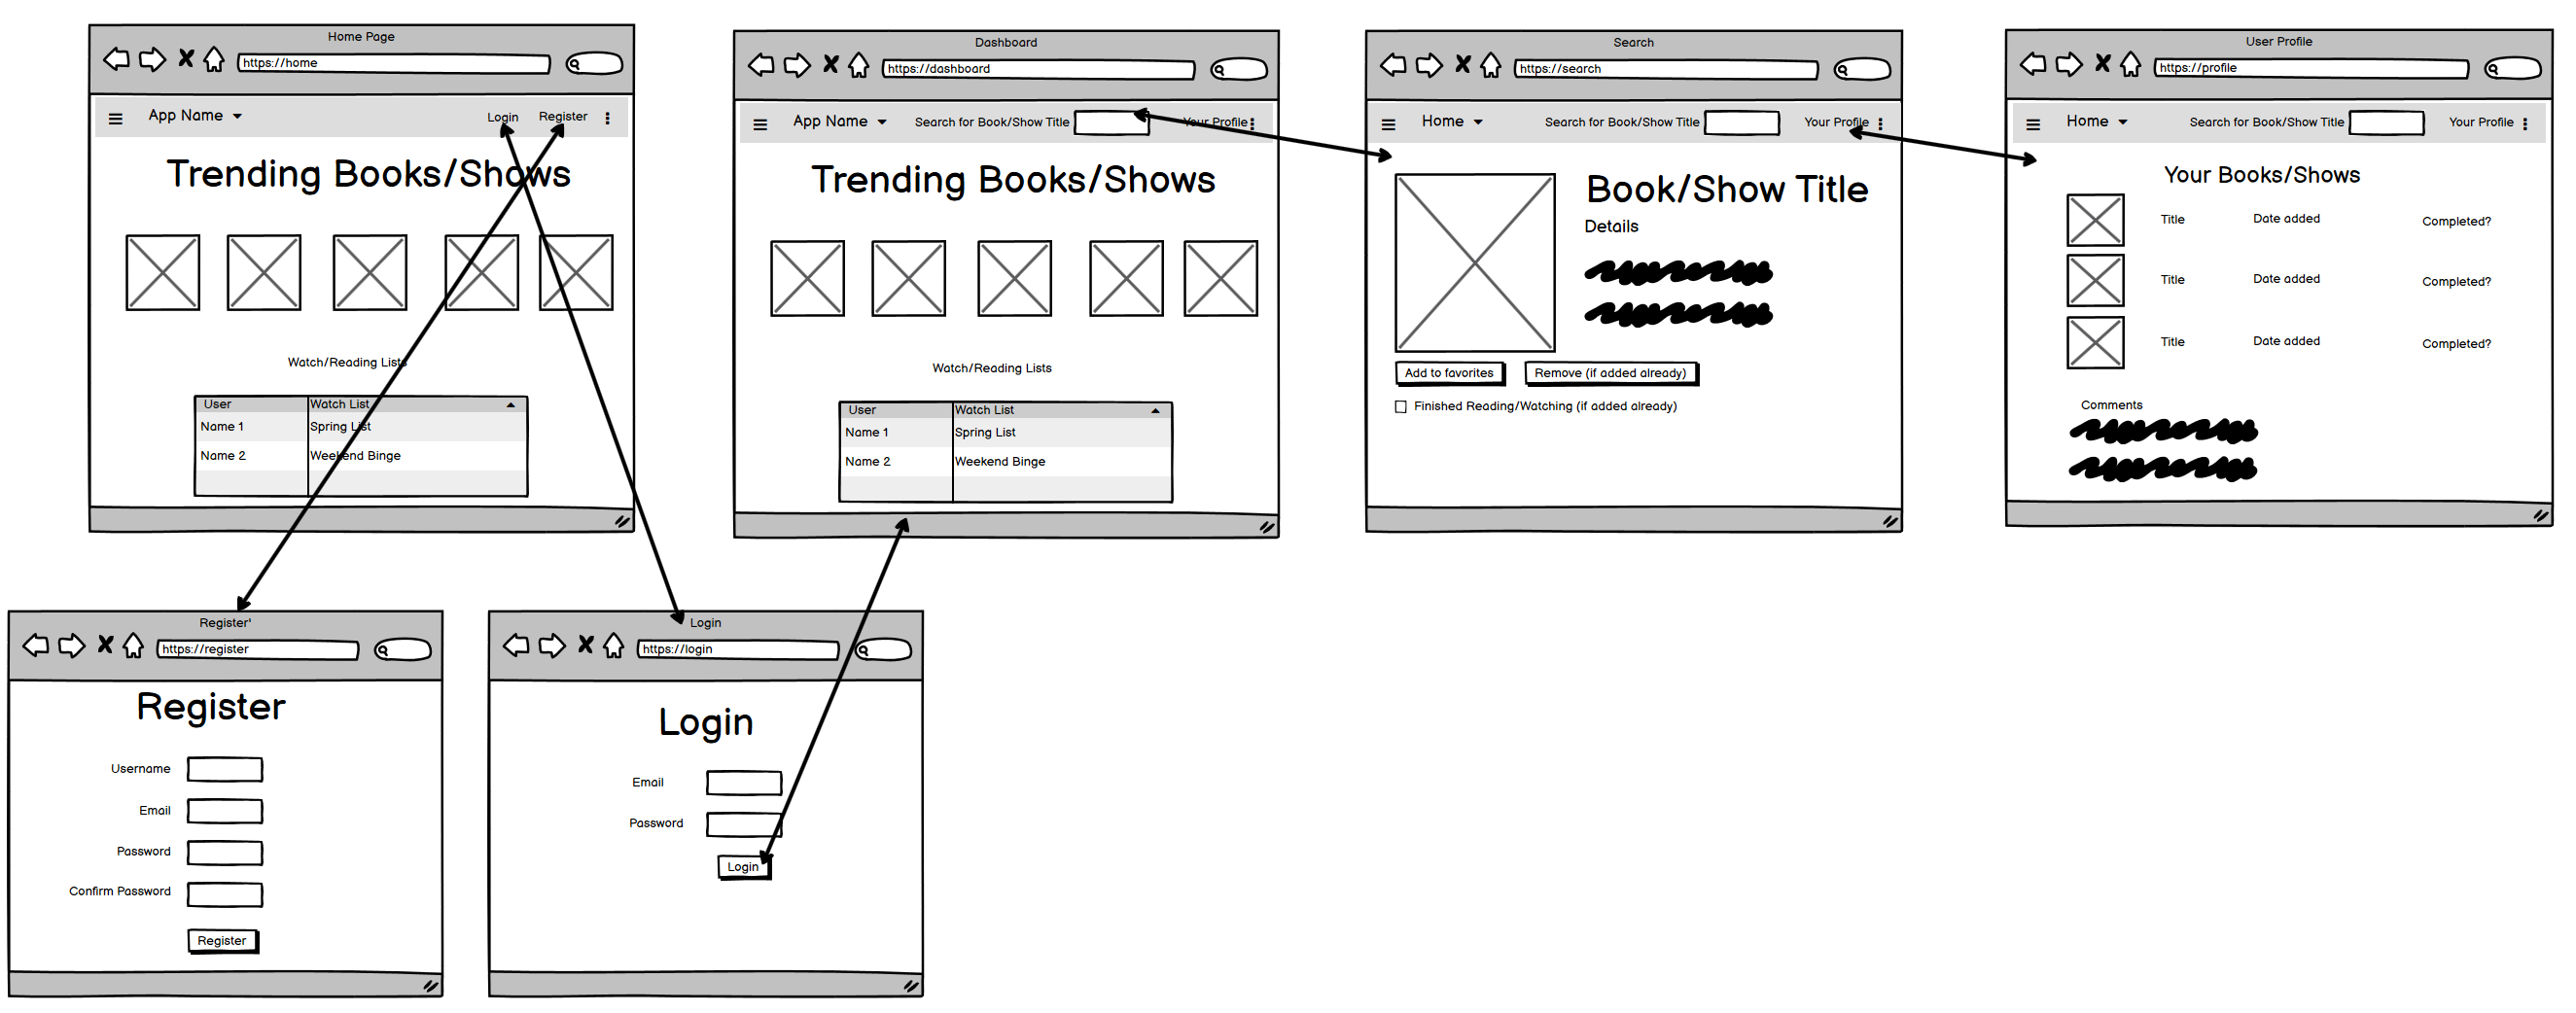 Home Page
https://home
App Name
Login Register
Trending Books/Shows
Watch/Reading Lists
User Watch List
Name 1 Spring List
Name 2 Weekend Binge
Dashboard
https://dashboard
App Name Search for Book/Show Title Your Profile
Trending Books/Shows
Watch/Reading Lists
User Watch List
Name 1 Spring List
Name 2 Weekend Binge
Search
https://search
Home Search for Book/Show Title Your Profile
Book/Show Title
Details
Add to favorites Remove (if added already)
Finished Reading/Watching (if added already)
User Profile
https://profile
Home Search for Book/Show Title Your Profile
Your Books/Shows
Title Date added Completed?
Title Date added Completed?
Title Date added Completed?
Comments
Register'
https://register
Register
Username
Email
Password
Confirm Password
Register
Login
https://login
Login
Email
Password
Login